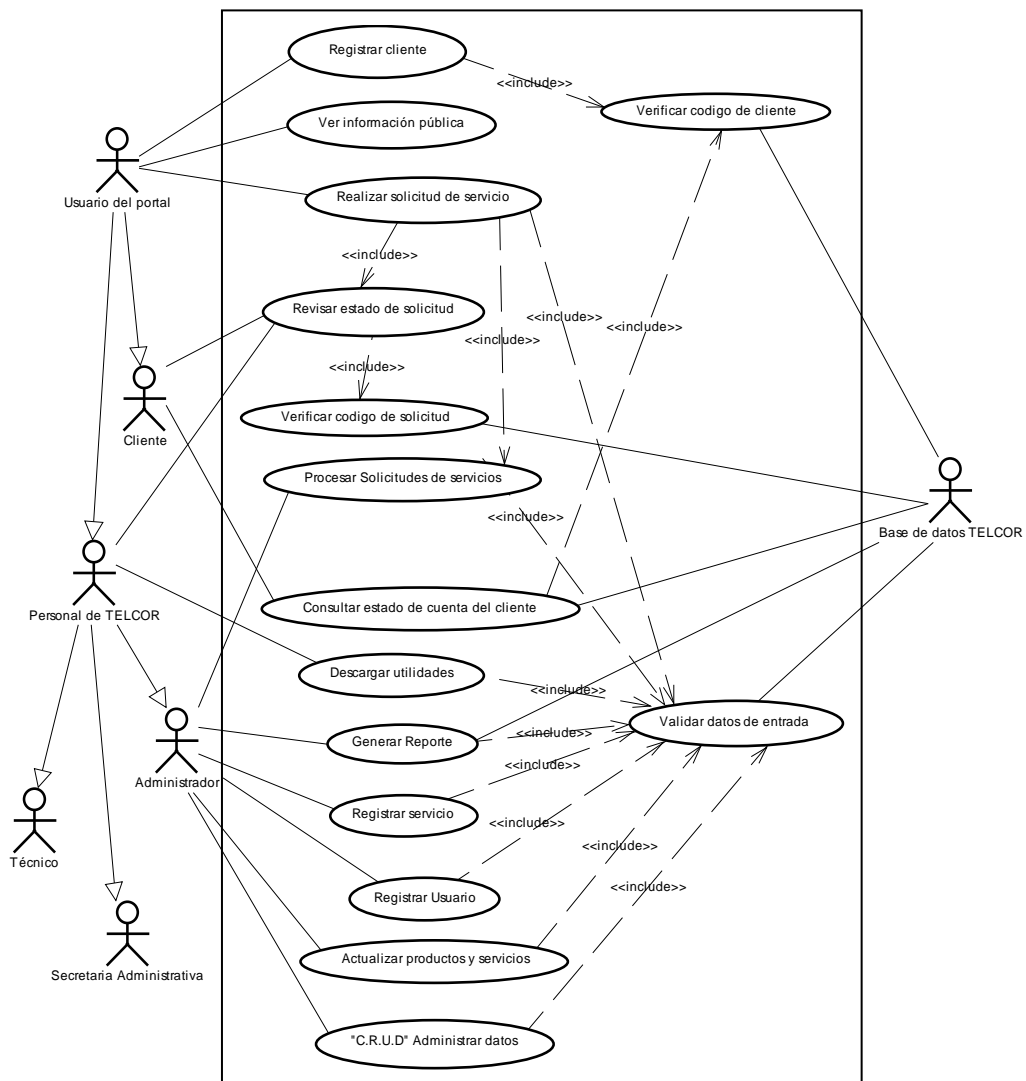 Registrar cliente
<<include>>
Verificar codigo de cliente
Ver información pública
Usuario del portal
Realizar solicitud de servicio
<<include>>
Revisar estado de solicitud
<<include>>
<<include>>
<<include>>
<<include>>
Verificar codigo de solicitud
Cliente
Procesar Solicitudes de servicios
<<include>>
Base de datos TELCOR
Personal de TELCOR
Consultar estado de cuenta del cliente
Descargar utilidades
<<include>>
Validar datos de entrada
Generar Reporte
<<include>>
Administrador
<<include>>
Registrar servicio
<<include>>
Técnico
<<include>>
<<include>>
Registrar Usuario
Actualizar productos y servicios
Secretaria Administrativa
"C.R.U.D" Administrar datos